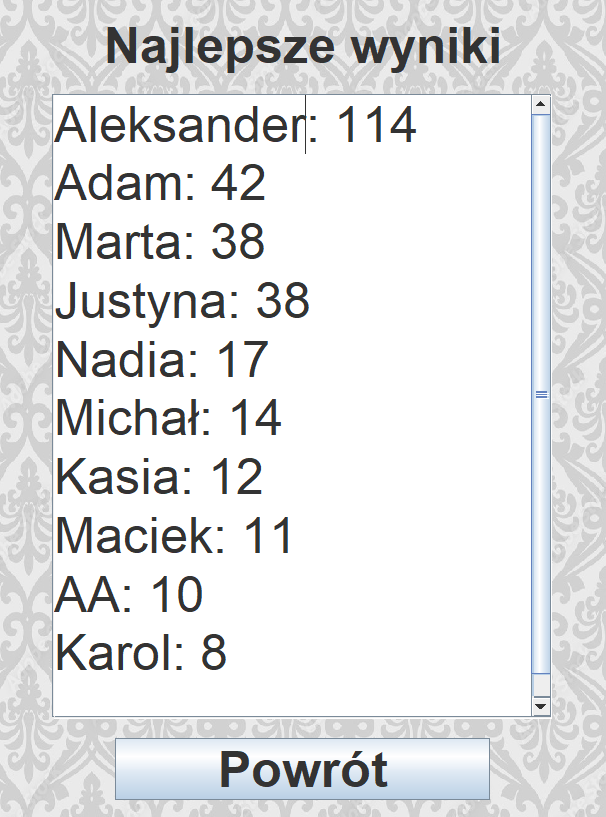 Najlepsze wyniki
Aleksander: 114
Adam: 42
Marta: 38
Justyna: 38
Nadia: 17
Michał: 14
Kasia: 12
Maciek: 11
AA: 10
Karol: 8
Powrót